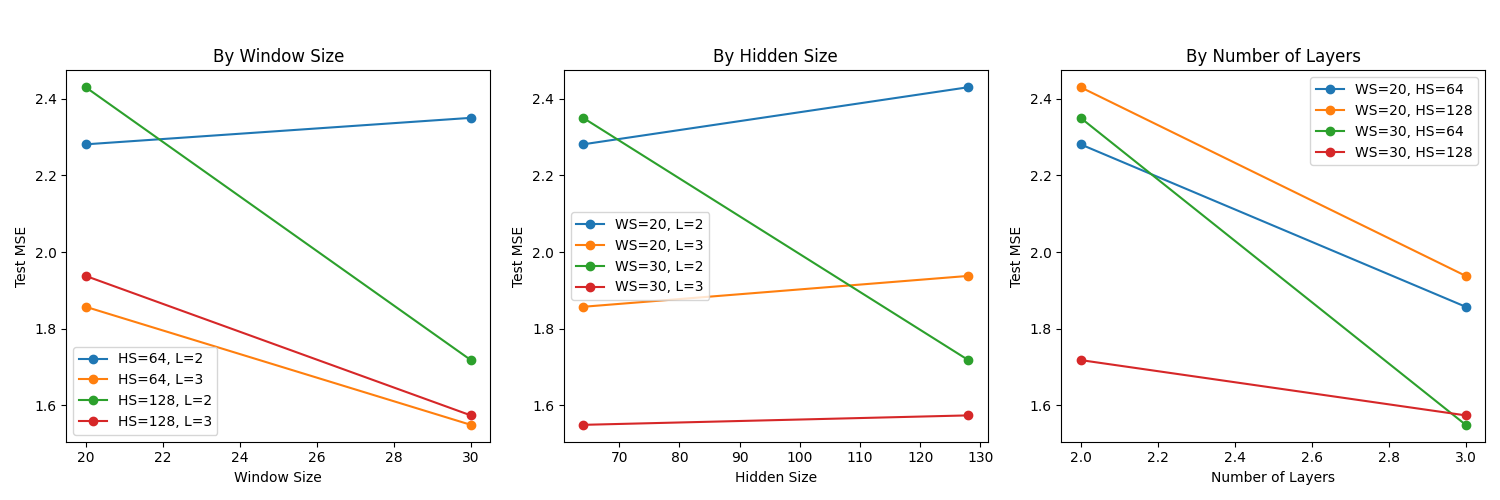 By Window Size
Test MSE
2.4
2.2
2.0
1.8
1.6
HS=64, L=2
HS=64, L=3
HS=128, L=2
HS=128, L=3
20 22 24 26 28 30
Window Size
By Hidden Size
Test MSE
2.4
2.2
2.0
1.8
1.6
WS=20, L=2
WS=20, L=3
WS=30, L=2
WS=30, L=3
70 80 90 100 110 120 130
Hidden Size
By Number of Layers
Test MSE
2.4
2.2
2.0
1.8
1.6
WS=20, HS=64
WS=20, HS=128
WS=30, HS=64
WS=30, HS=128
2.0 2.2 2.4 2.6 2.8 3.0
Number of Layers